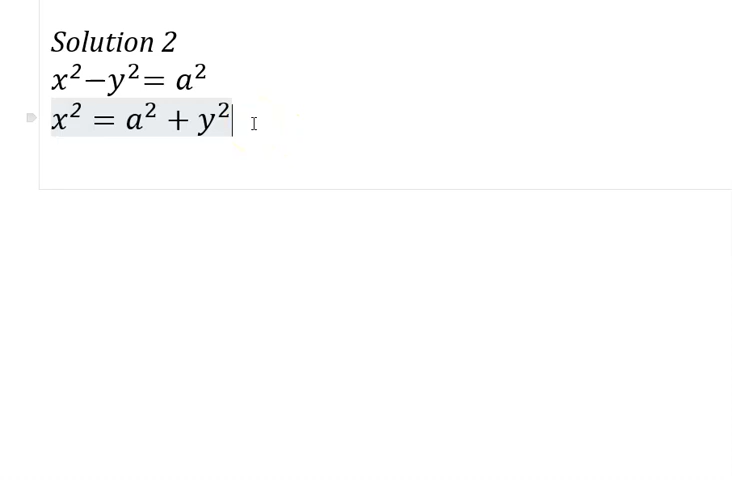 Solution 2
x²−y²= a²
x² = a² + y²